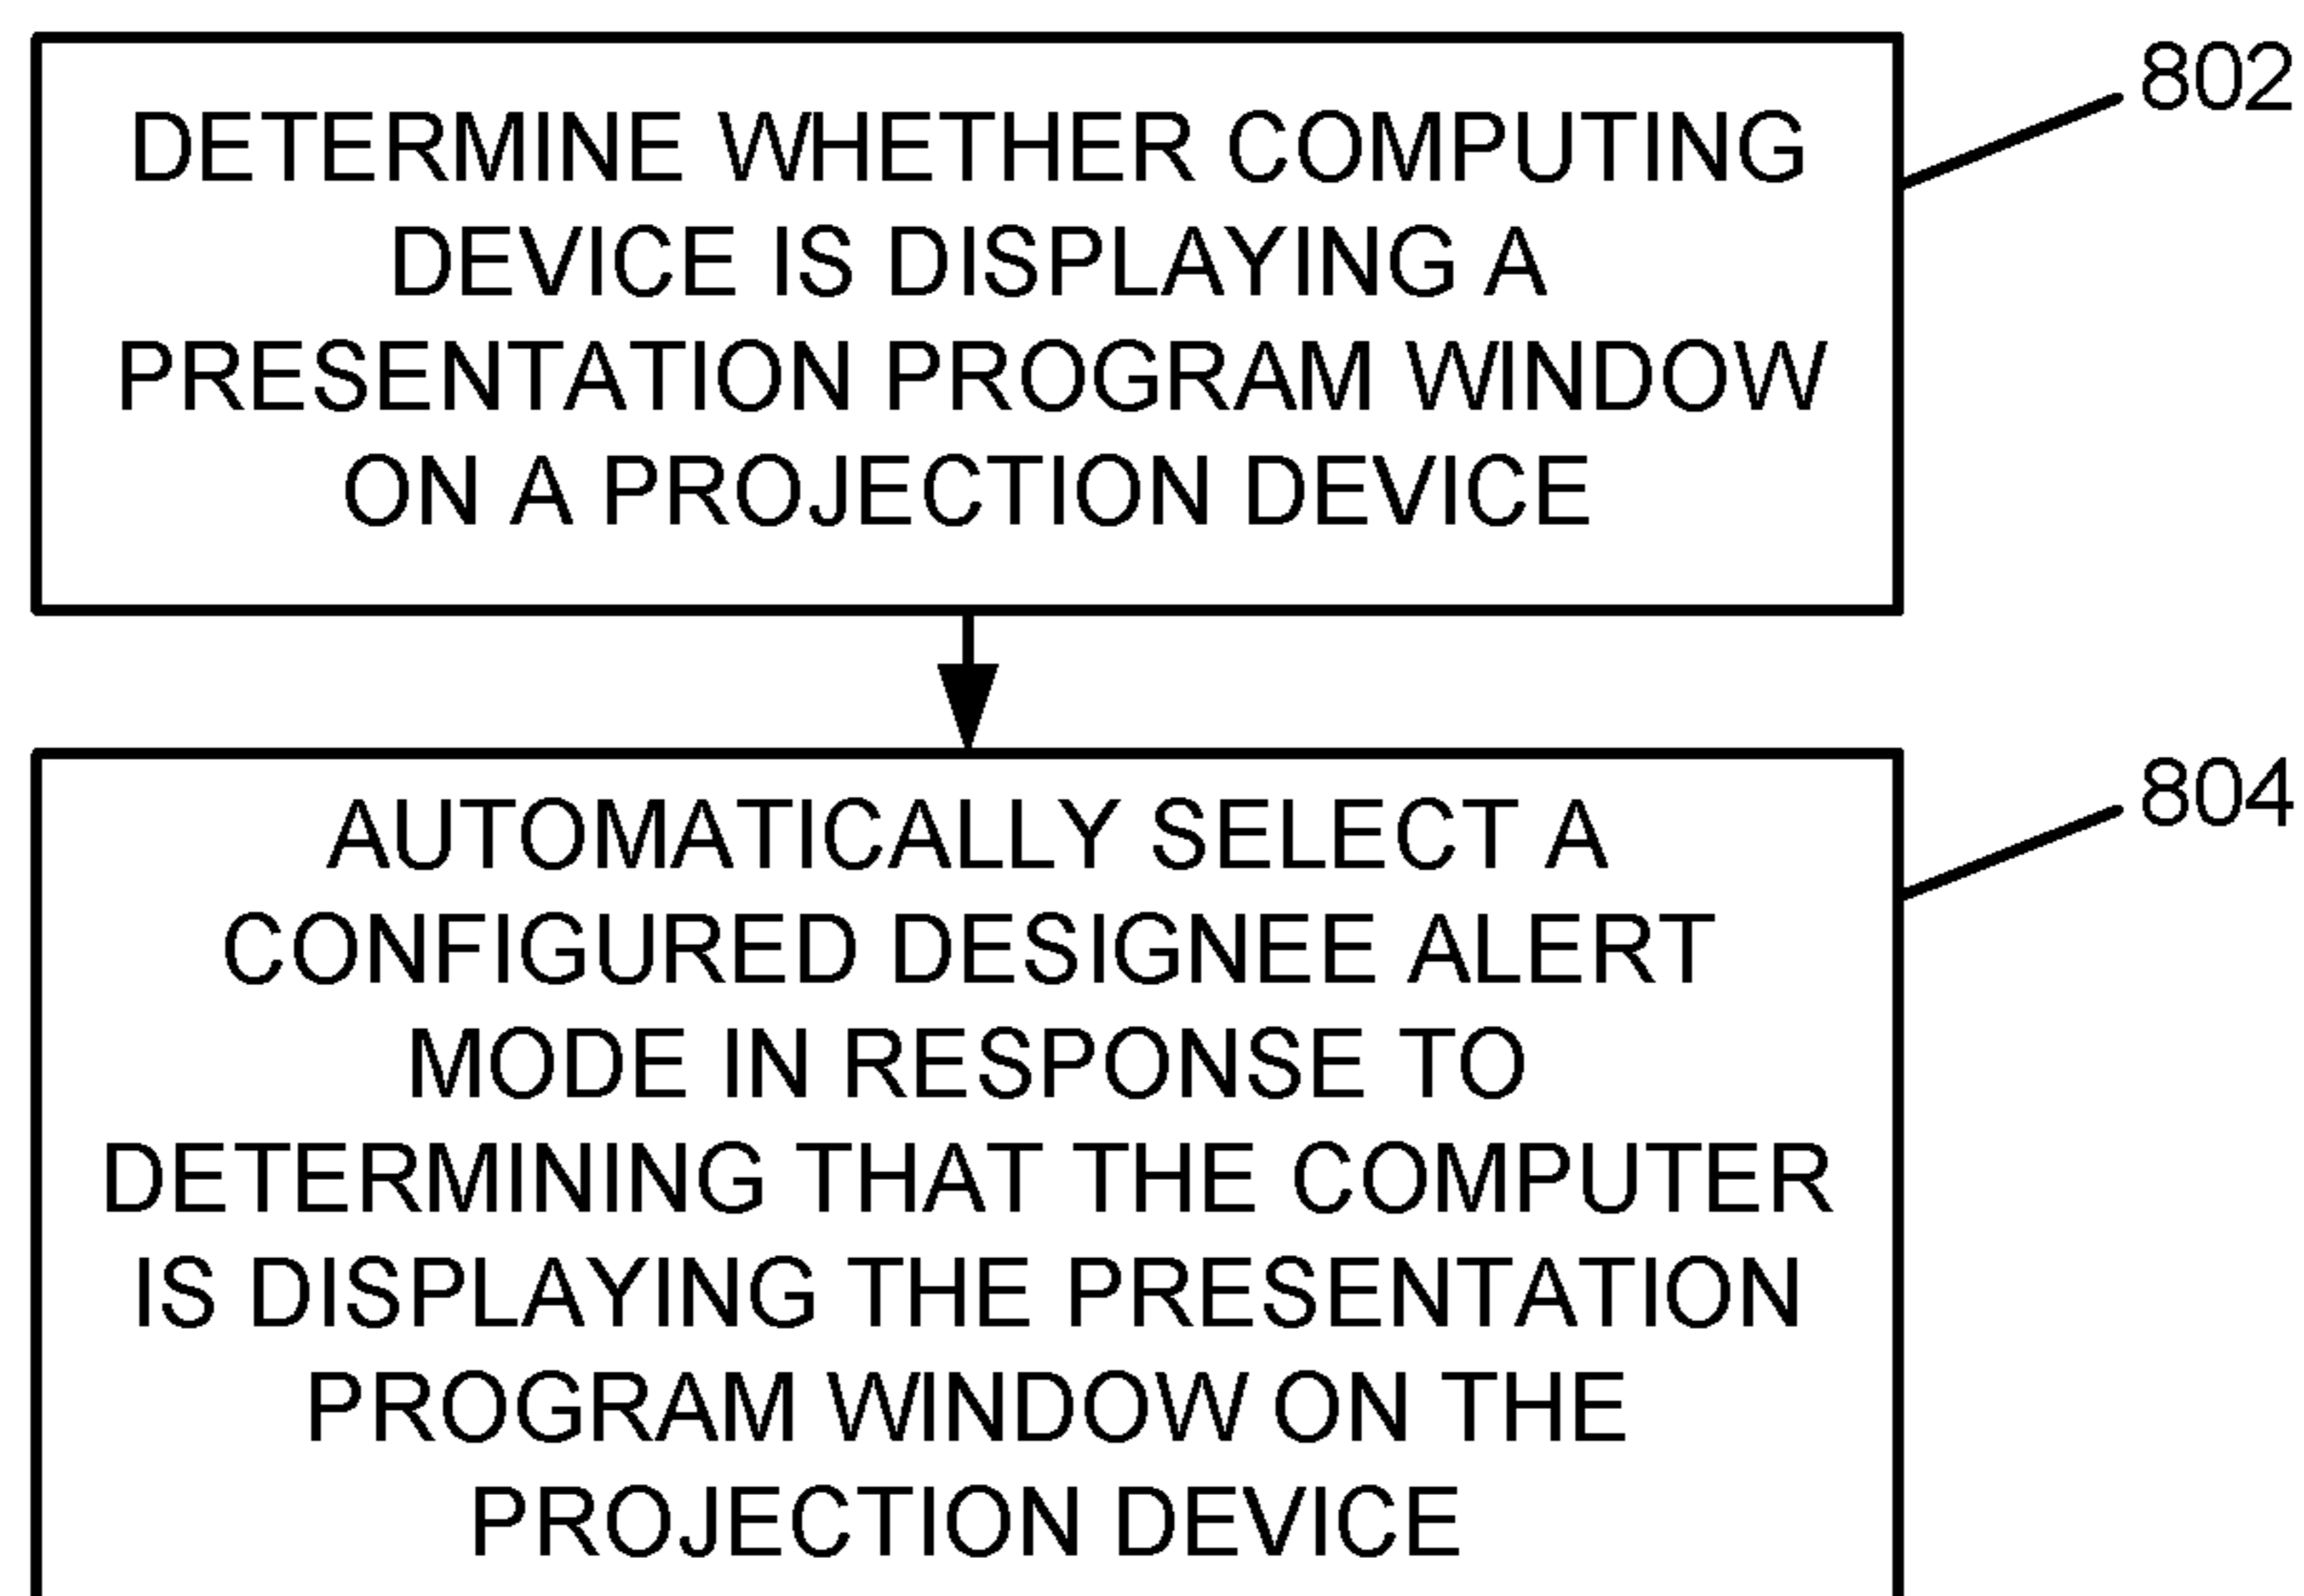 DETERMINE WHETHER COMPUTING
DEVICE IS DISPLAYING A
PRESENTATION PROGRAM WINDOW
ON A PROJECTION DEVICE
802
AUTOMATICALLY SELECT A
CONFIGURED DESIGNEE ALERT
MODE IN RESPONSE TO
DETERMINING THAT THE COMPUTER
IS DISPLAYING THE PRESENTATION
PROGRAM WINDOW ON THE
PROJECTION DEVICE
804